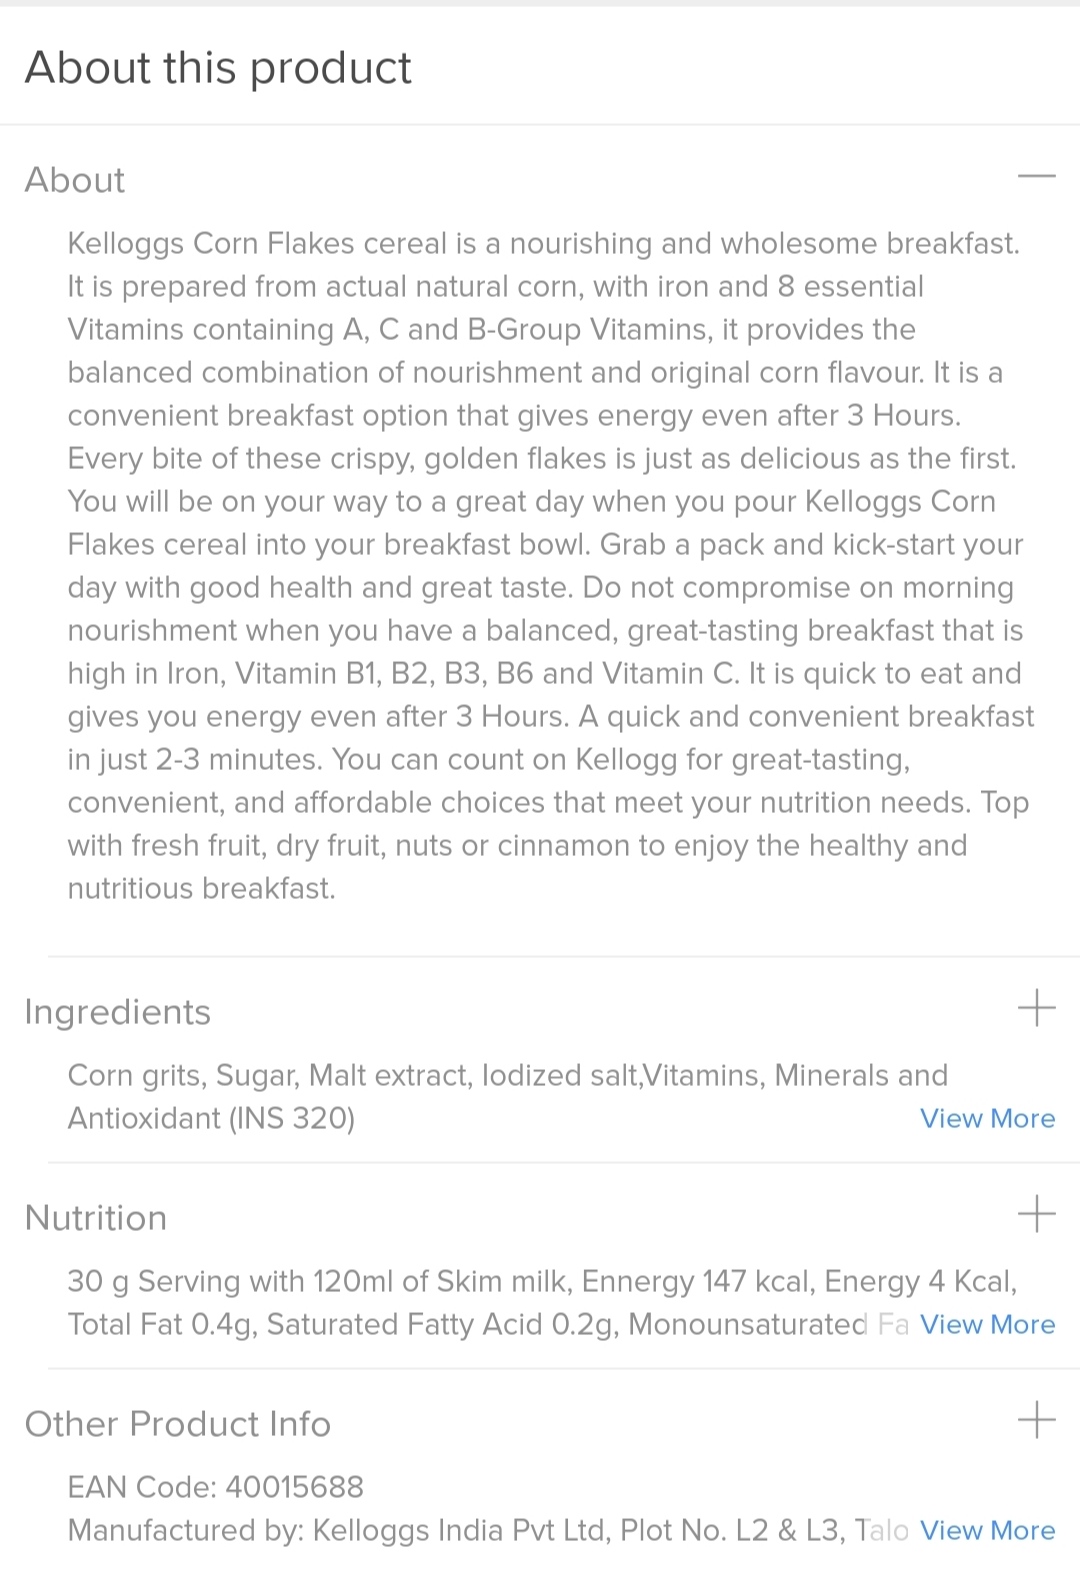 About this product
About
Kelloggs Corn Flakes cereal is a nourishing and wholesome breakfast.
It is prepared from actual natural corn, with iron and 8 essential
Vitamins containing A, C and B-Group Vitamins, it provides the
balanced combination of nourishment and original corn flavour. It is a
convenient breakfast option that gives energy even after 3 Hours.
Every bite of these crispy, golden flakes is just as delicious as the first.
You will be on your way to a great day when you pour Kelloggs Corn
Flakes cereal into your breakfast bowl. Grab a pack and kick-start your
day with good health and great taste. Do not compromise on morning
nourishment when you have a balanced, great-tasting breakfast that is
high in Iron, Vitamin B1, B2, B3, B6 and Vitamin C. It is quick to eat and
gives you energy even after 3 Hours. A quick and convenient breakfast
in just 2-3 minutes. You can count on Kellogg for great-tasting,
convenient, and affordable choices that meet your nutrition needs. Top
with fresh fruit, dry fruit, nuts or cinnamon to enjoy the healthy and
nutritious breakfast.
Ingredients
Corn grits, Sugar, Malt extract, Iodized salt,Vitamins, Minerals and
Antioxidant (INS 320) View More
Nutrition
30 g Serving with 120ml of Skim milk, Ennergy 147 kcal, Energy 4 Kcal,
Total Fat 0.4g, Saturated Fatty Acid 0.2g, Monounsaturated Fa View More
Other Product Info
EAN Code: 40015688
Manufactured by: Kelloggs India Pvt Ltd, Plot No. L2 & L3, Talo View More